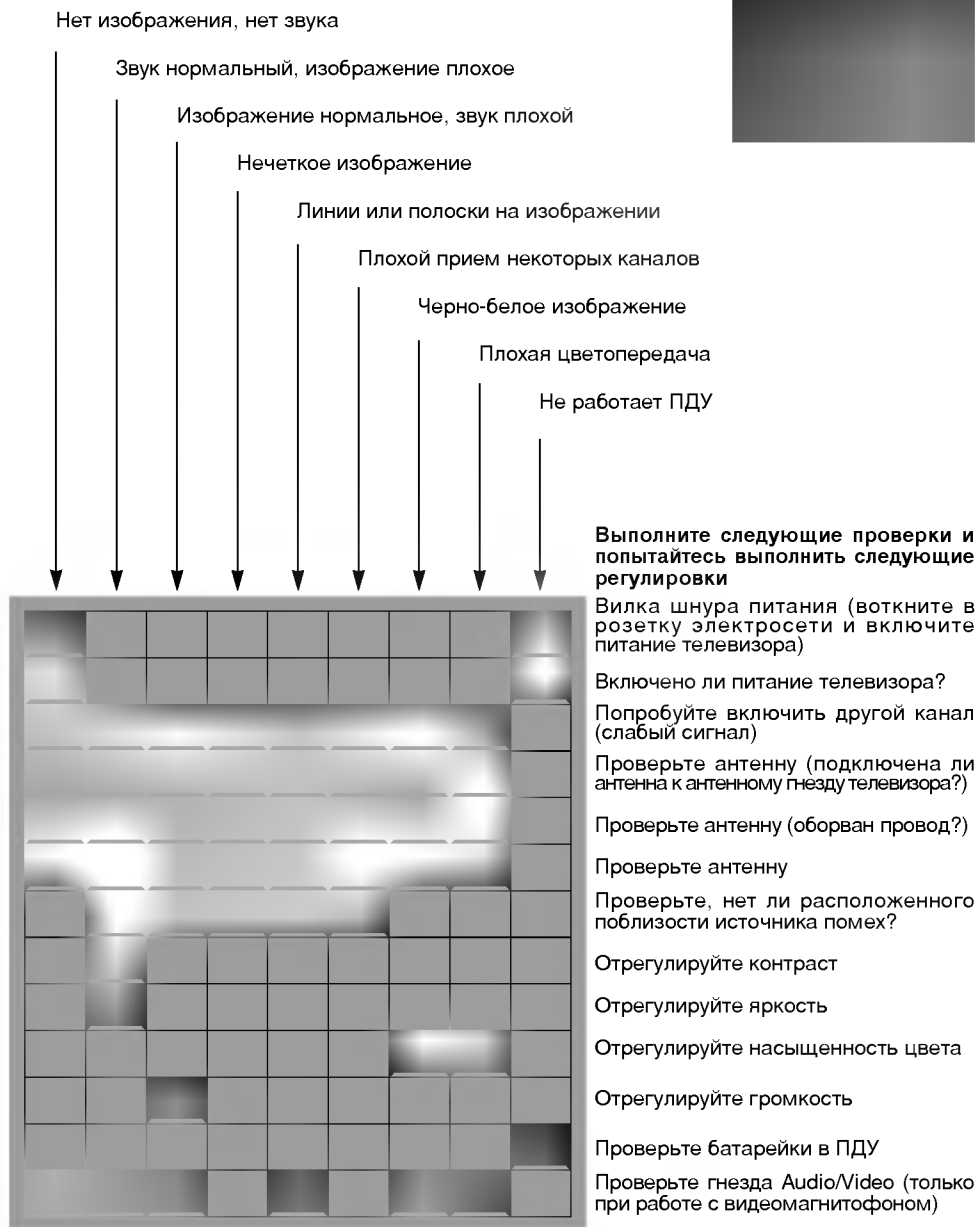 Нет изображения, нет звука
Звук нормальный, изображение плохое
Изображение нормальное, звук плохой
Нечеткое изображение
Линии или полоски на изображении
Плохой прием некоторых каналов
Черно-белое изображение
Плохая цветопередача
Не работает ПДУ
Выполните следующие проверки и
попытайтесь выполнить следующие
регулировки
Вилка шнура питания (воткните в
розетку электросети и включите
питание телевизора)
Включено ли питание телевизора?
Попробуйте включить другой канал
(слабый сигнал)
Проверьте антенну (подключена ли
антенна к антенному гнезду телевизора?)
Проверьте антенну (оборван провод?)
Проверьте антенну
Проверьте, нет ли расположенного
поблизости источника помех?
Отрегулируйте контраст
Отрегулируйте яркость
Отрегулируйте насыщенность цвета
Отрегулируйте громкость
Проверьте батарейки в ПДУ
Проверьте гнезда Audio/Video (только
при работе с видеомагнитофоном)